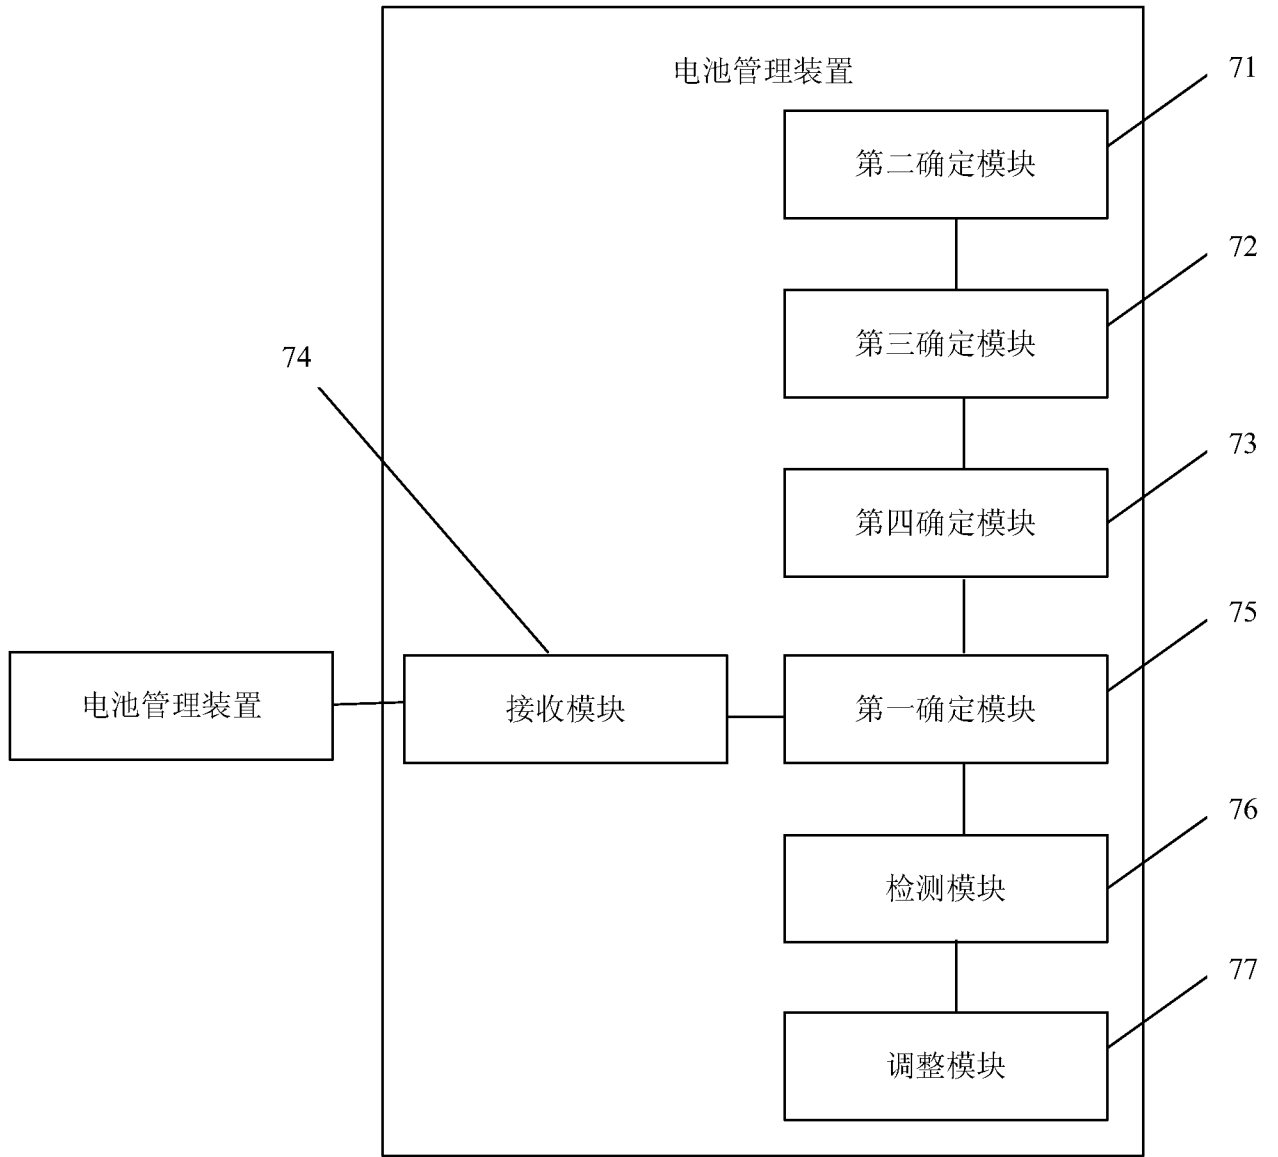 电池管理装置
71
第二确定模块
72
第三确定模块
74
73
第四确定模块
75
电池管理装置
接收模块
第一确定模块
76
检测模块
77
调整模块